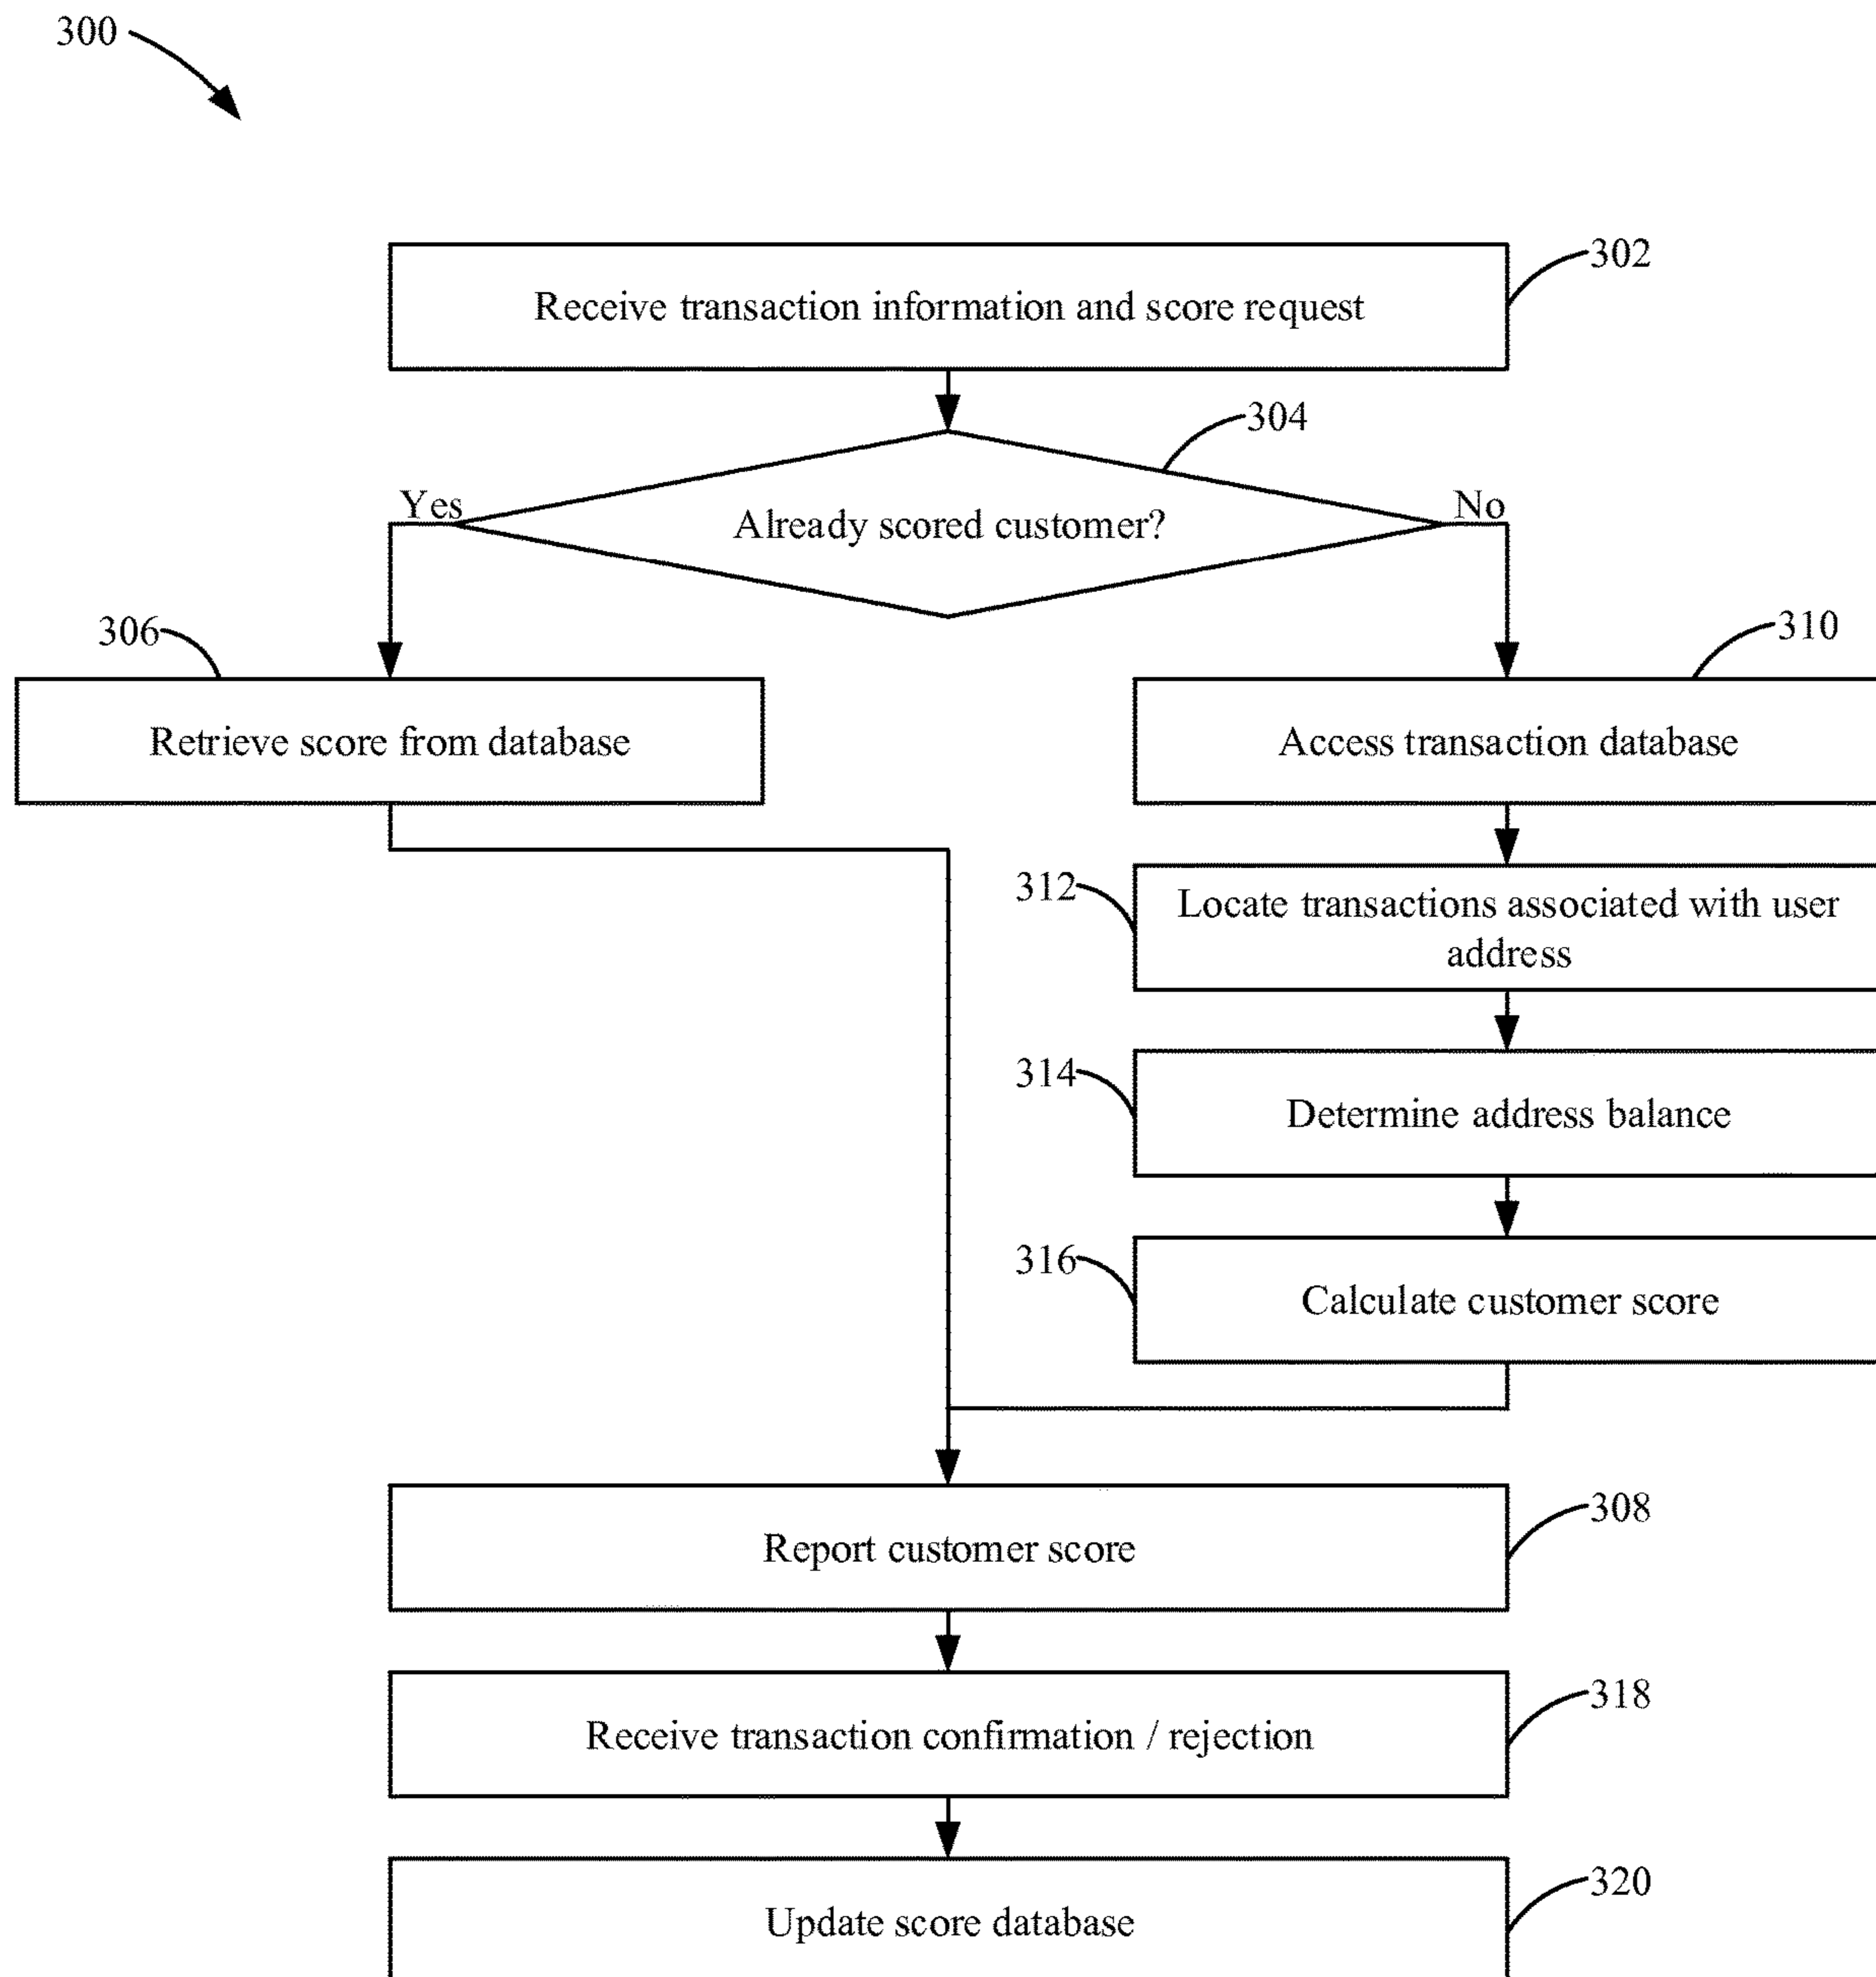 300
302
Receive transaction information and score request
304
Yes
No
Already scored customer?
306
310
Retrieve score from database
Access transaction database
312
Locate transactions associated with user
address
314
Determine address balance
316
Calculate customer score
308
Report customer score
318
Receive transaction confirmation / rejection
320
Update score database